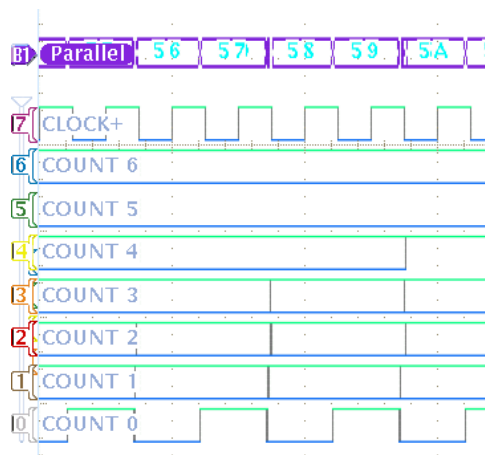 B1 Parallel 56 57 58 59 5A
7 CLOCK+
6 COUNT 6
5 COUNT 5
4 COUNT 4
3 COUNT 3
2 COUNT 2
1 COUNT 1
0 COUNT 0